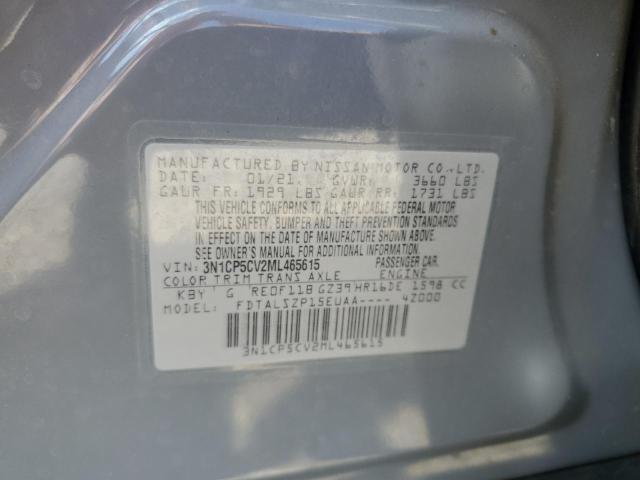 MANUFACTURED BY NISSAN MOTOR CO.,LTD.
DATE: 01/21 GVWR: 3660 LBS
GAWR FR: 1929 LBS GAWR RR: 1731 LBS
THIS VEHICLE CONFORMS TO ALL APPLICABLE FEDERAL MOTOR
VEHICLE SAFETY, BUMPER AND THEFT PREVENTION STANDARDS
IN EFFECT ON THE DATE OF MANUFACTURE SHOWN ABOVE.
SEE OWNER'S MANUAL FOR ADDITIONAL INFORMATION
VIN: 3N1CP5CV2ML465615 PASSENGER CAR.
COLOR TRIM TRANS AXLE ENGINE
KBY G RE0F11B GZ39 HR16DE 1598 CC
FDTALSZP15EUAA---- 4Z000
3N1CP5CV2ML465615